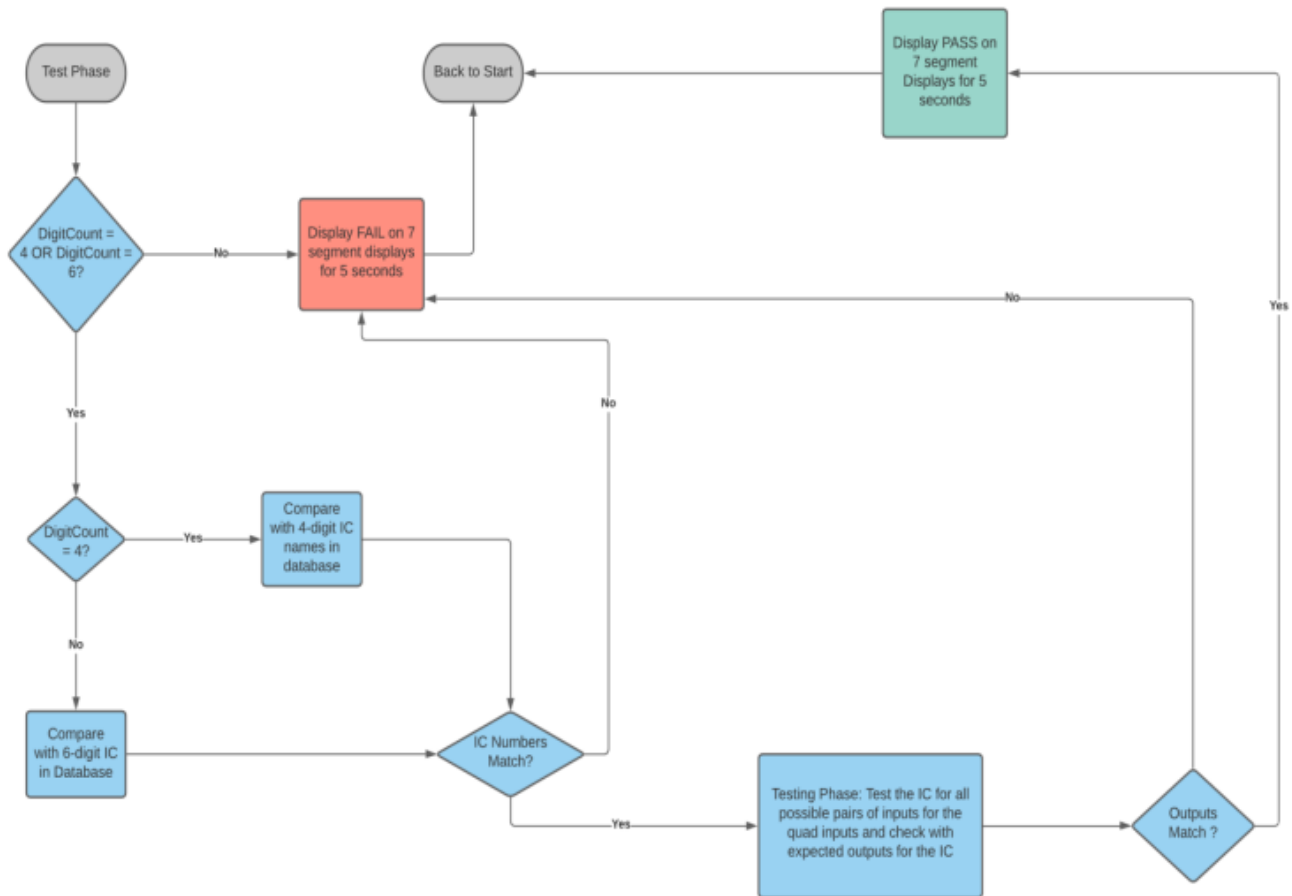 Test Phase
Back to Start
Display PASS on
7 segment
Displays for 5
seconds
DigitCount =
4 OR DigitCount =
6?
No
Display FAIL on 7
segment displays
for 5 seconds
No
Yes
No
Yes
DigitCount
= 4?
Yes
Compare
with 4-digit IC
names in
database
No
Compare
with 6-digit IC
in Database
IC Numbers
Match?
Yes
Testing Phase: Test the IC for all
possible pairs of inputs for the
quad inputs and check with
expected outputs for the IC
Outputs
Match ?